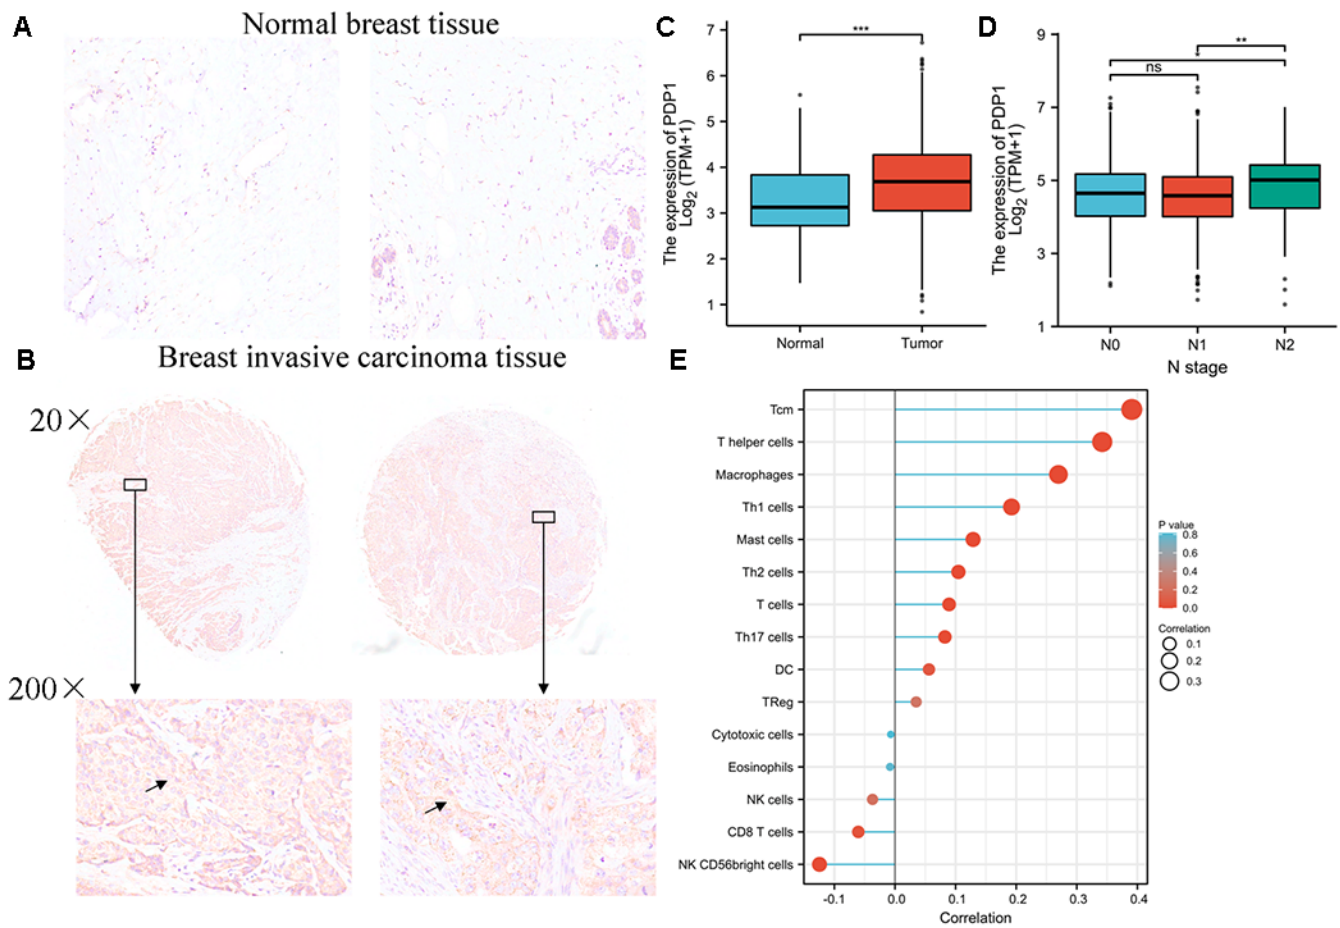 A
Normal breast tissue
B
Breast invasive carcinoma tissue
20×
200×
C
The expression of PDP1
Log2 (TPM+1)
7
6
5
4
3
2
1
***
Normal
Tumor
D
The expression of PDP1
Log2 (TPM+1)
9
7
5
3
1
**
*
ns
N0
N1
N2
N stage
E
Tcm
T helper cells
Macrophages
Th1 cells
Mast cells
Th2 cells
T cells
Th17 cells
DC
TReg
Cytotoxic cells
Eosinophils
NK cells
CD8 T cells
NK CD56bright cells
-0.1
0.0
0.1
0.2
0.3
0.4
Correlation
P value
0.8
0.6
0.4
0.2
0.0
Correlation
0.1
0.2
0.3